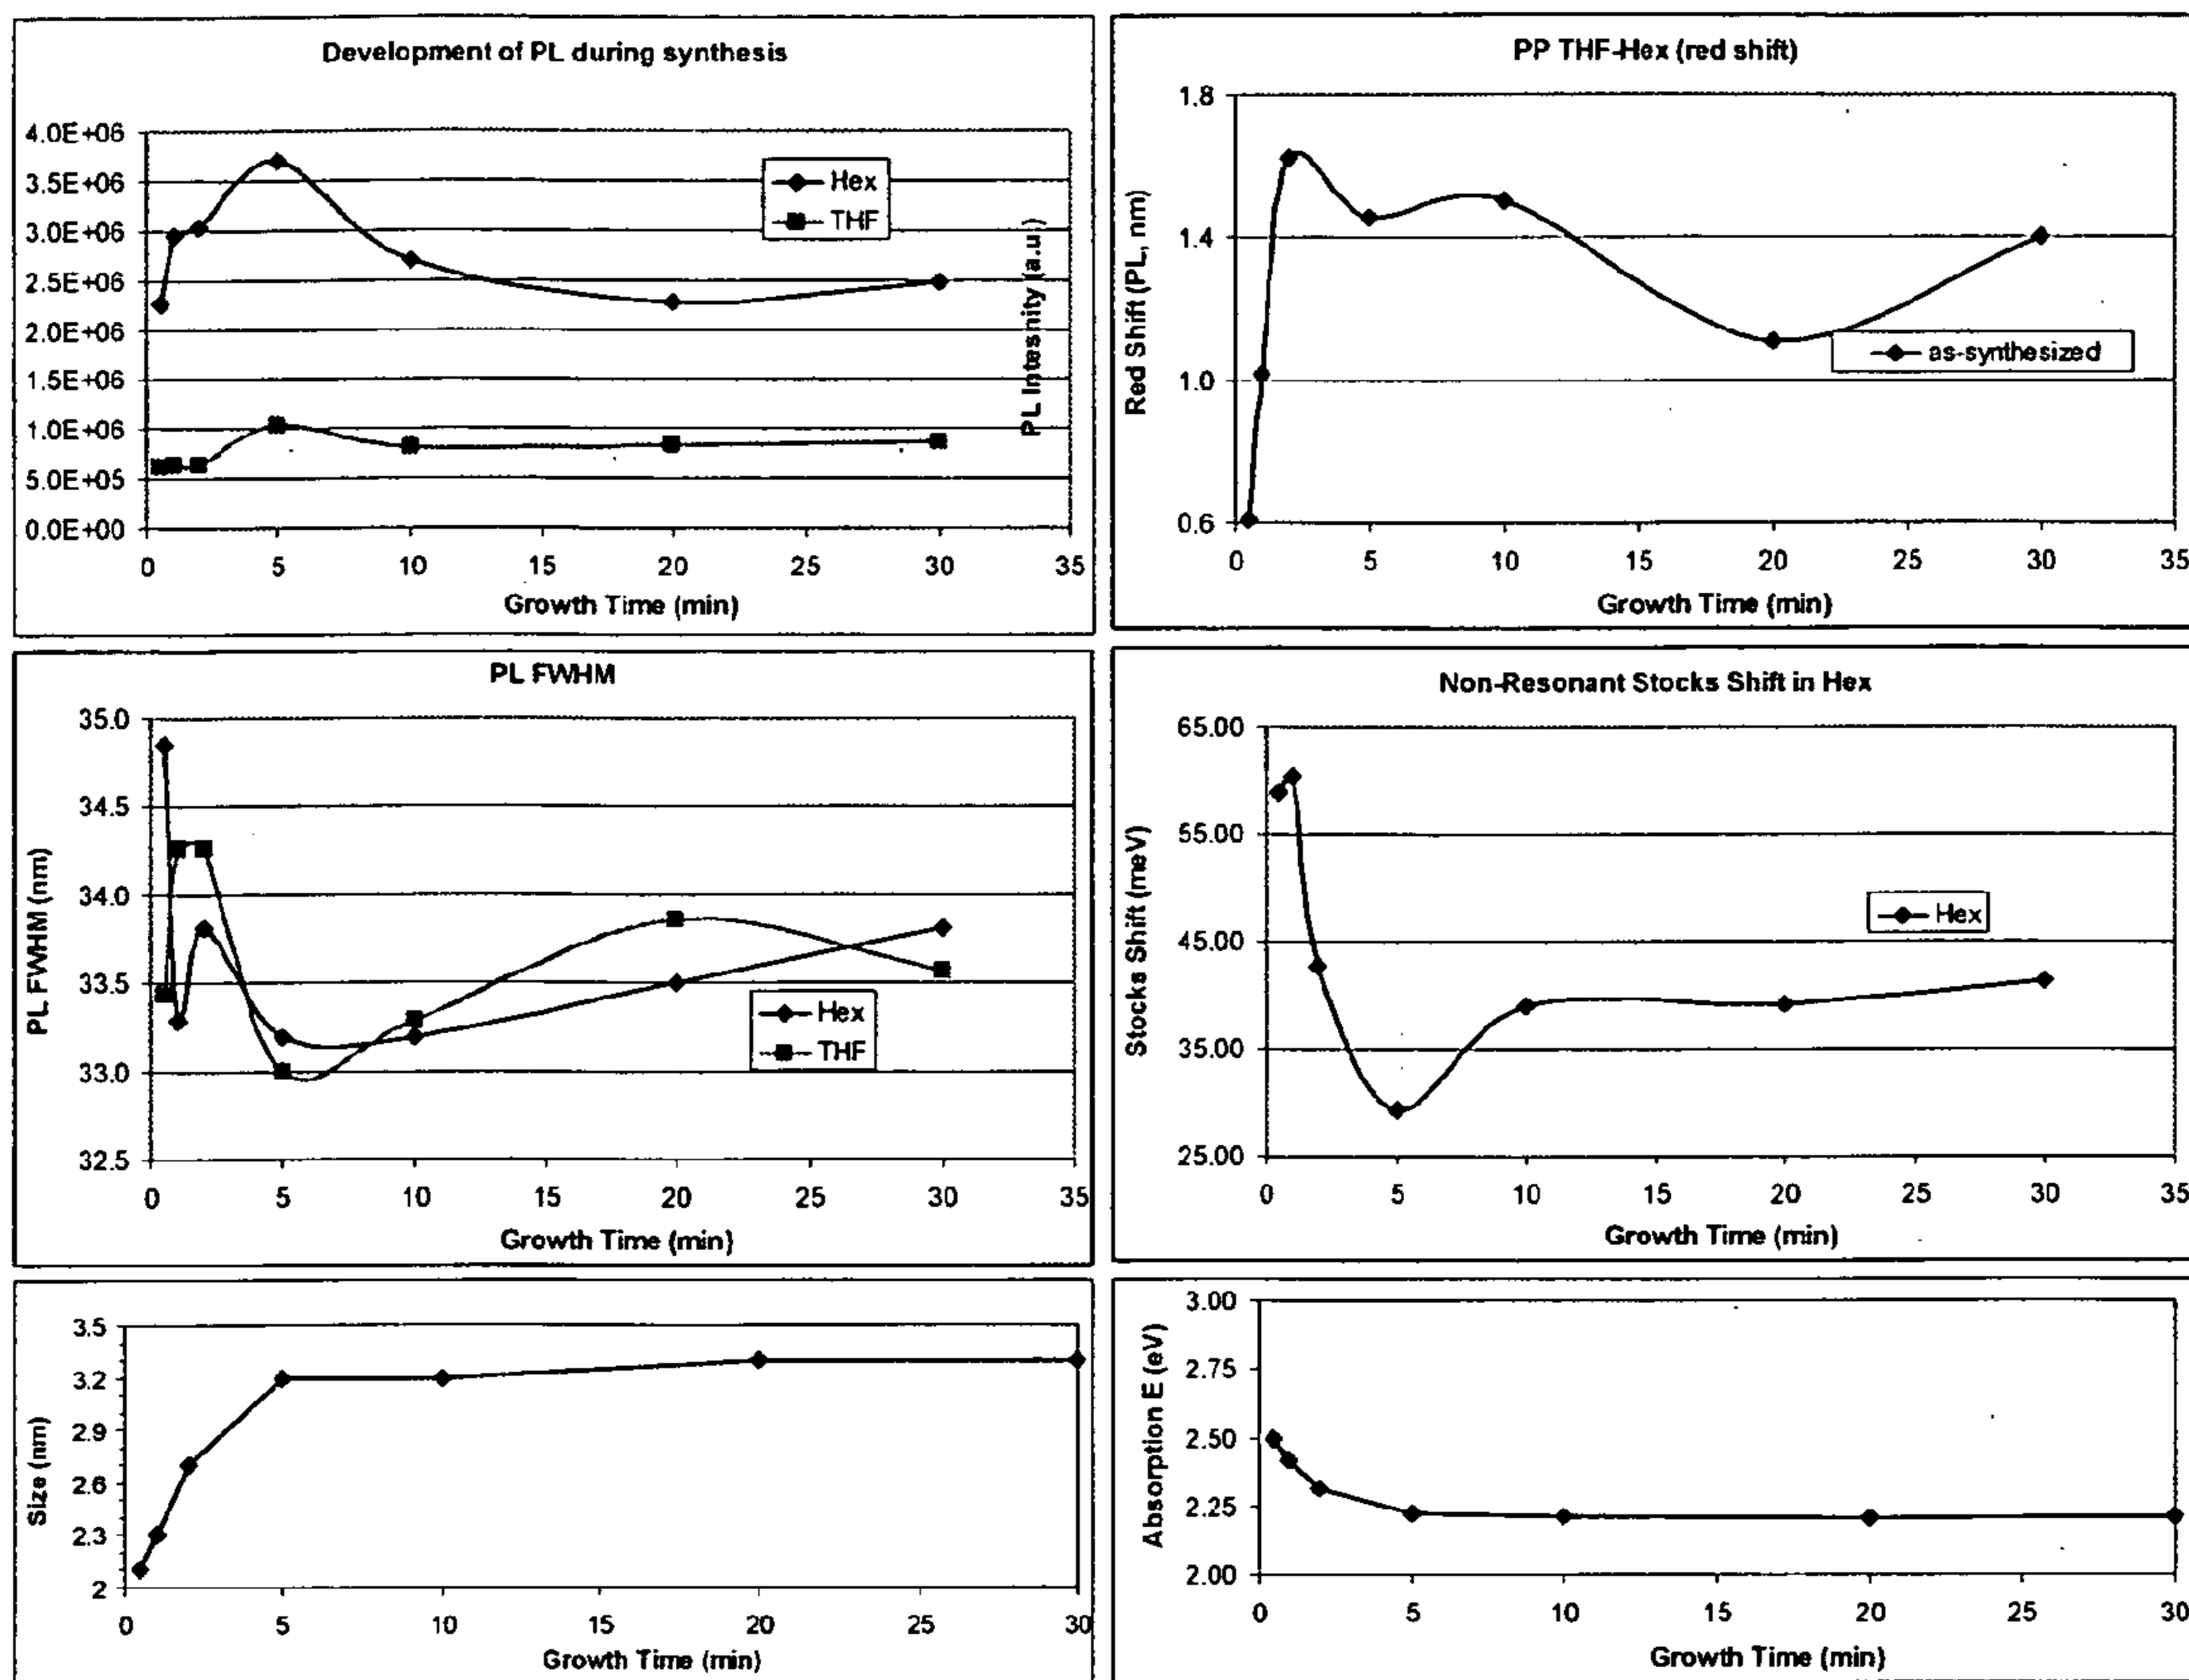 Development of PL during synthesis
4.0E+06
3.5E+06
3.0E+06
2.5E+06
2.0E+06
1.5E+06
1.0E+06
5.0E+05
0.0E+00
Hex
THF
PL Intesnity (a.u.)
0 5 10 15 20 25 30 35
Growth Time (min)
PP THF-Hex (red shift)
Red Shift (PL, nm)
1.8
1.4
1.0
0.6
as-synthesized
0 5 10 15 20 25 30 35
Growth Time (min)
PL FWHM
PL FWHM (nm)
35.0
34.5
34.0
33.5
33.0
32.5
Hex
THF
0 5 10 15 20 25 30 35
Growth Time (min)
Non-Resonant Stocks Shift in Hex
Stocks Shift (meV)
65.00
55.00
45.00
35.00
25.00
Hex
0 5 10 15 20 25 30 35
Growth Time (min)
Size (nm)
3.5
3.2
2.9
2.6
2.3
2
0 5 10 15 20 25 30
Growth Time (min)
Absorption E (eV)
3.00
2.75
2.50
2.25
2.00
0 5 10 15 20 25 30
Growth Time (min)